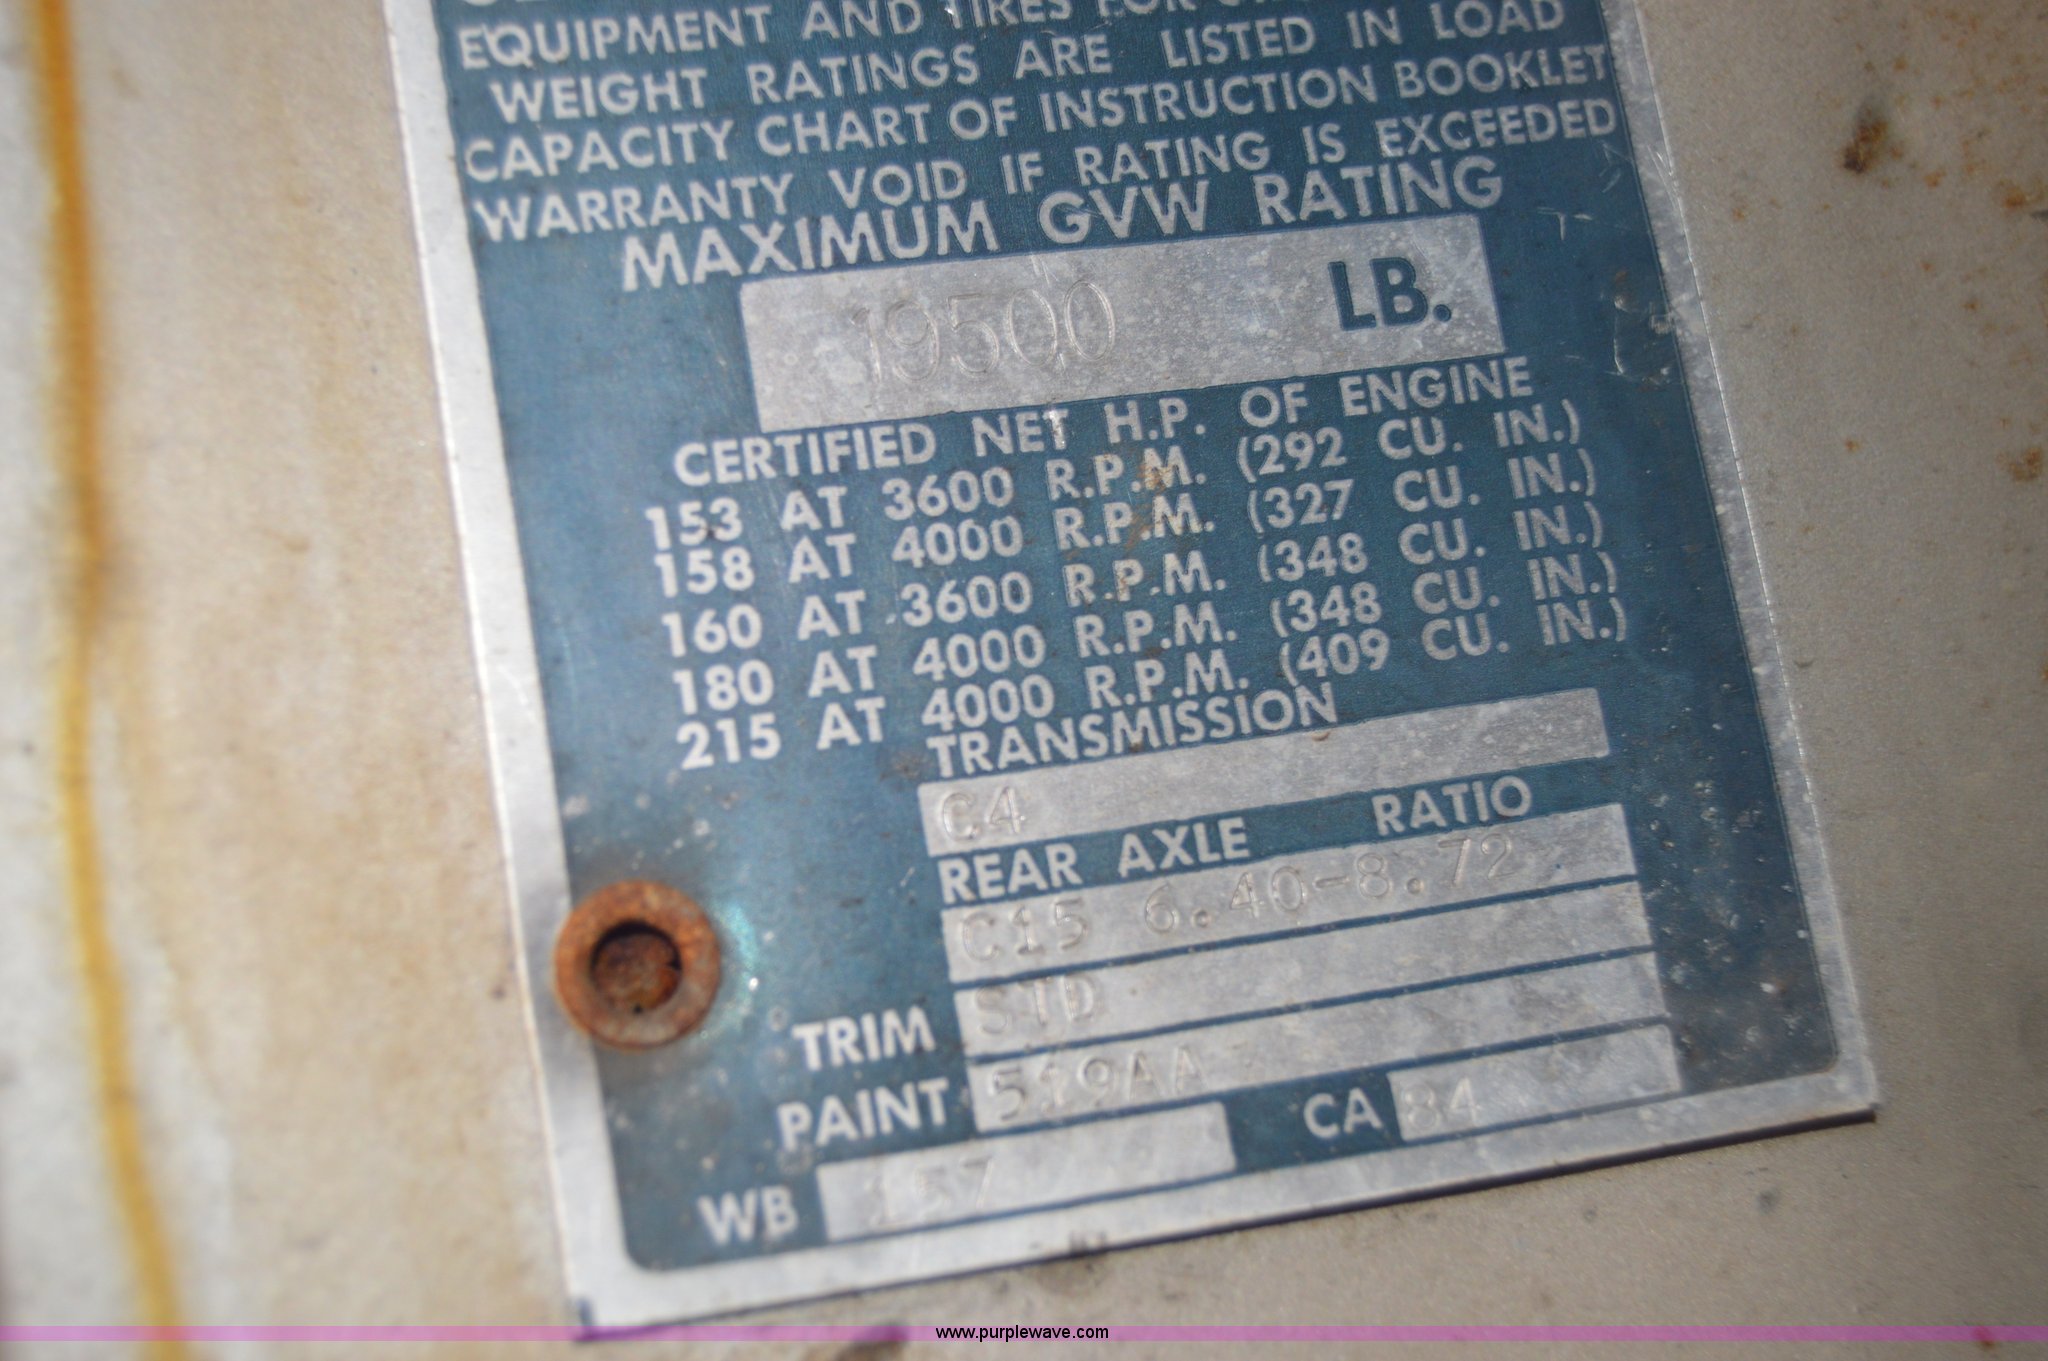 EQUIPMENT AND TIRES FOR
WEIGHT RATINGS ARE LISTED IN LOAD
CAPACITY CHART OF INSTRUCTION BOOKLET
WARRANTY VOID IF RATING IS EXCEEDED
MAXIMUM GVW RATING
19500 LB.
CERTIFIED NET H.P. OF ENGINE
153 AT 3600 R.P.M. (292 CU. IN.)
158 AT 4000 R.P.M. (327 CU. IN.)
160 AT 3600 R.P.M. (348 CU. IN.)
180 AT 4000 R.P.M. (348 CU. IN.)
215 AT 4000 R.P.M. (409 CU. IN.)
TRANSMISSION
C4
REAR AXLE RATIO
C15 6.40-8.72
TRIM STD
PAINT 519AA
WB 157 CA 84
www.purplewave.com